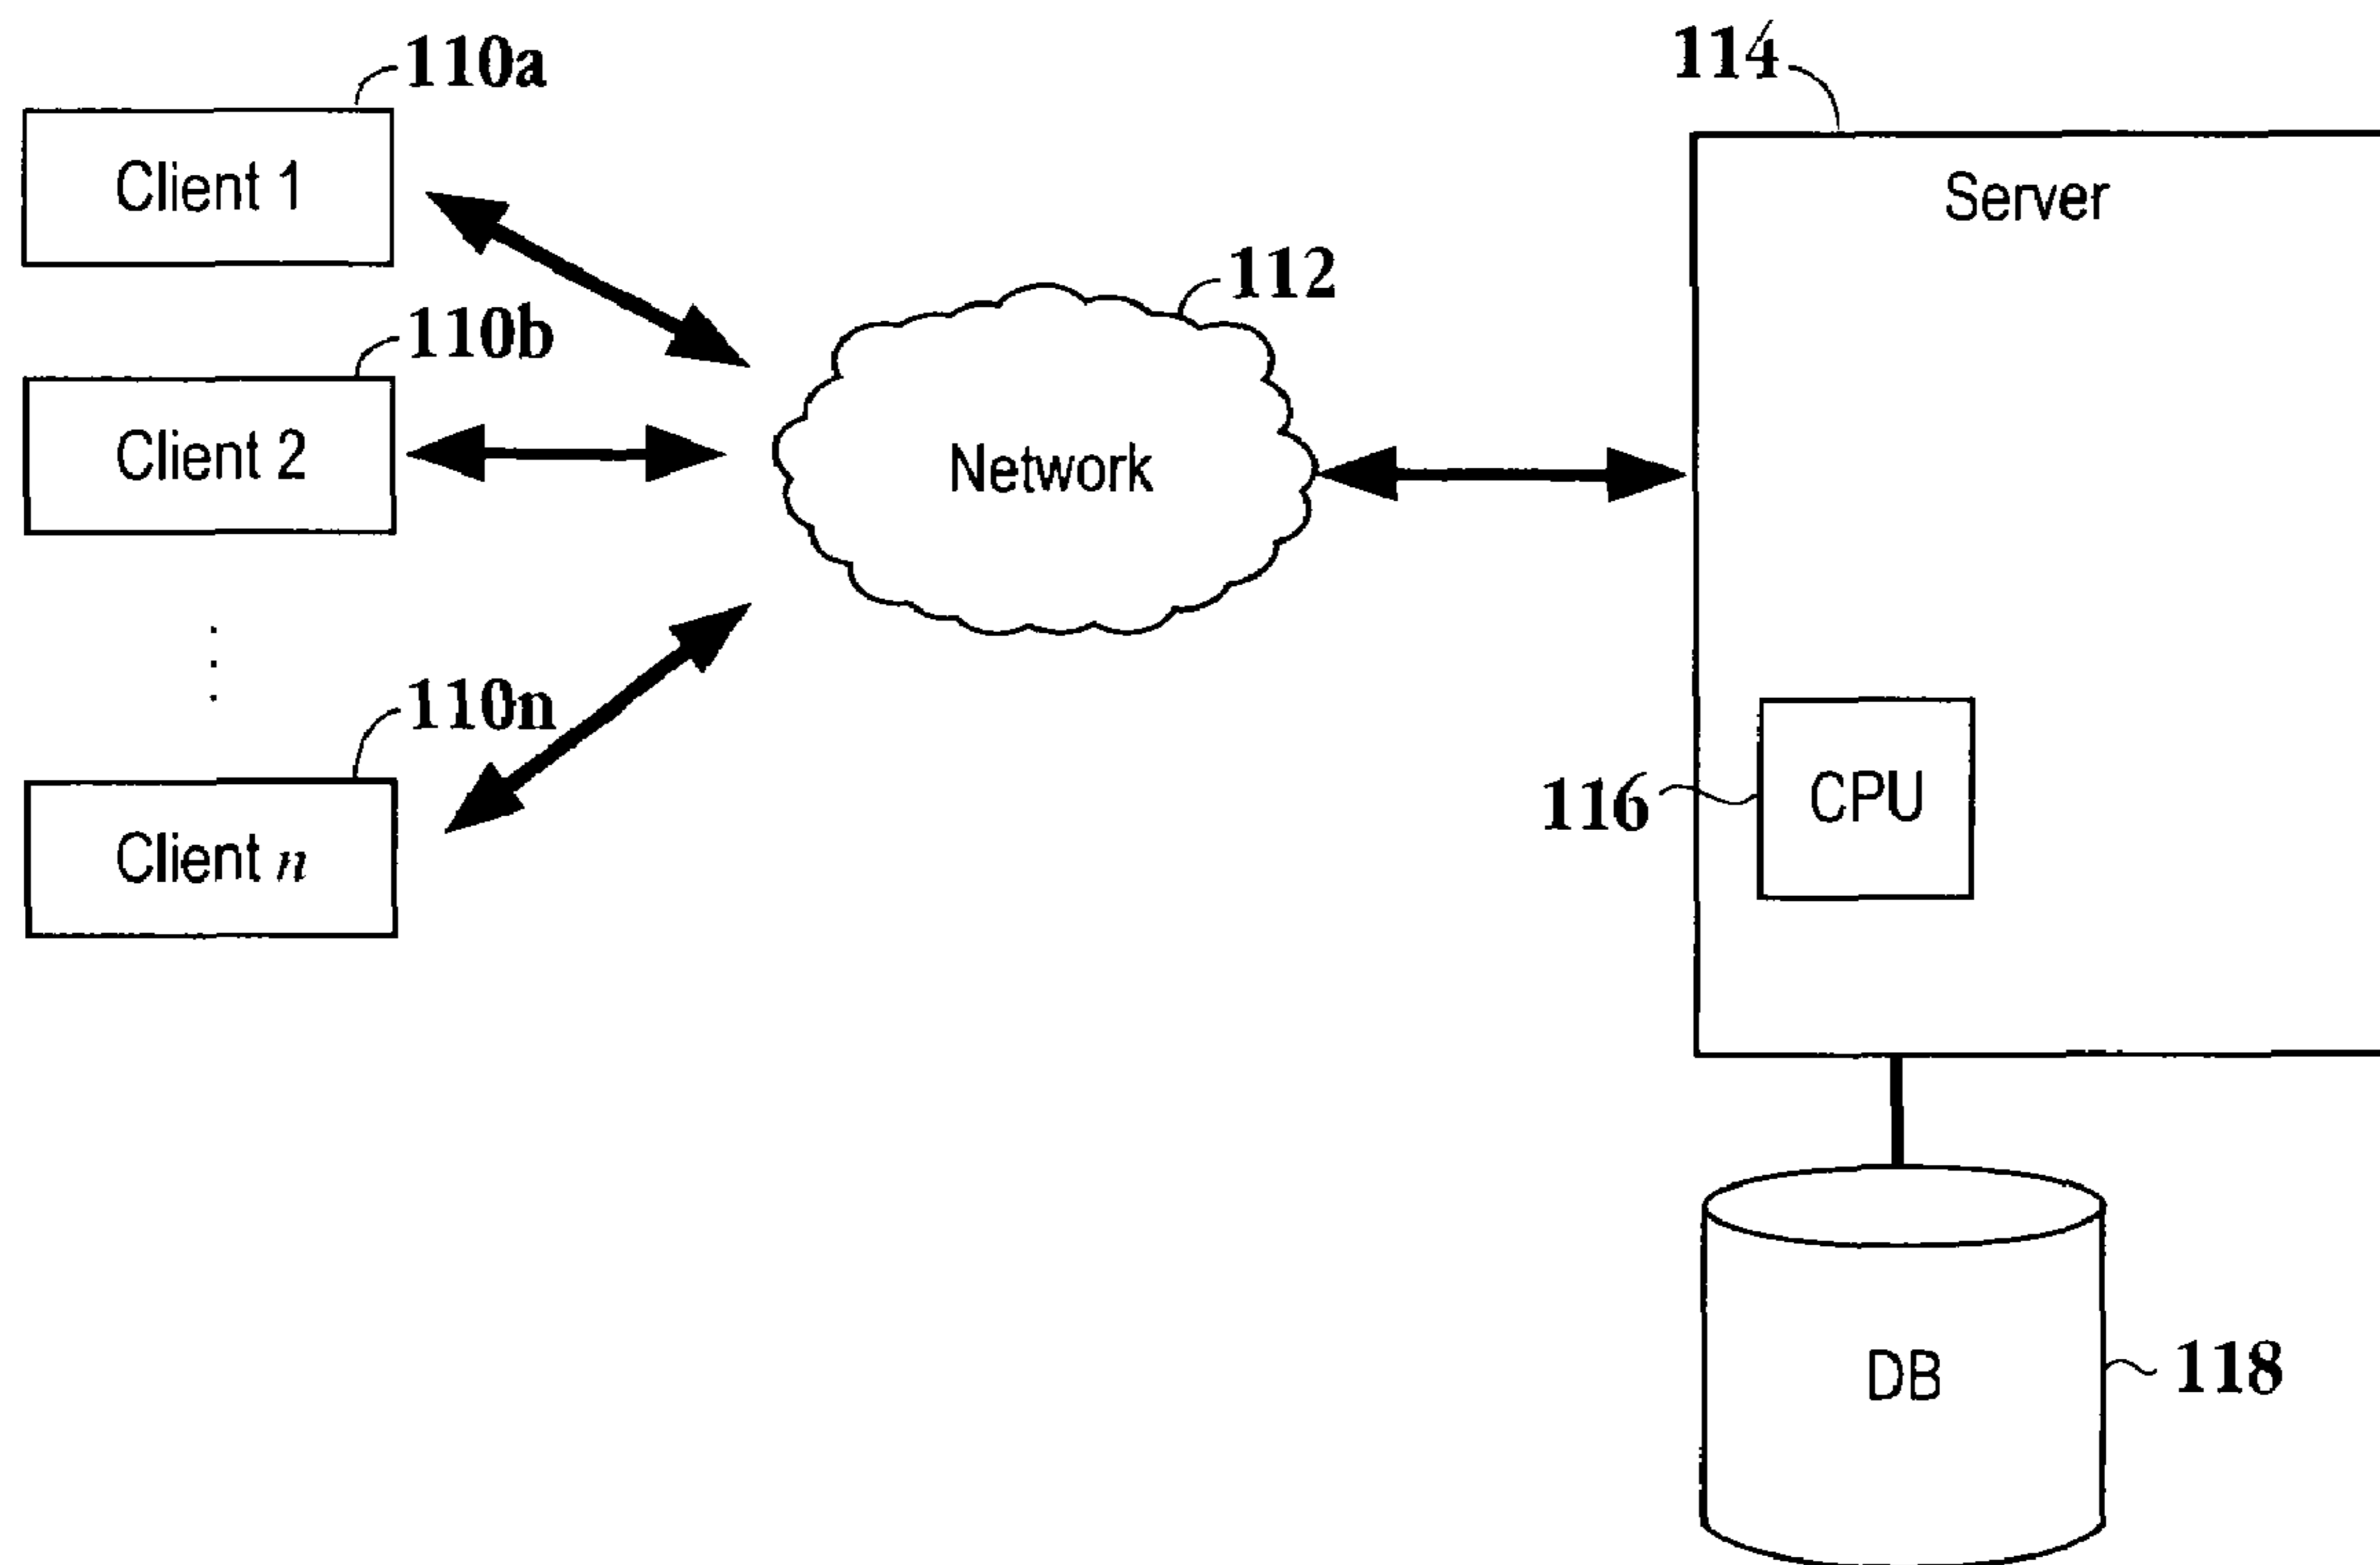 110a
Client 1
110b
Client 2
110n
Client n
112
Network
114
Server
116
CPU
DB
118